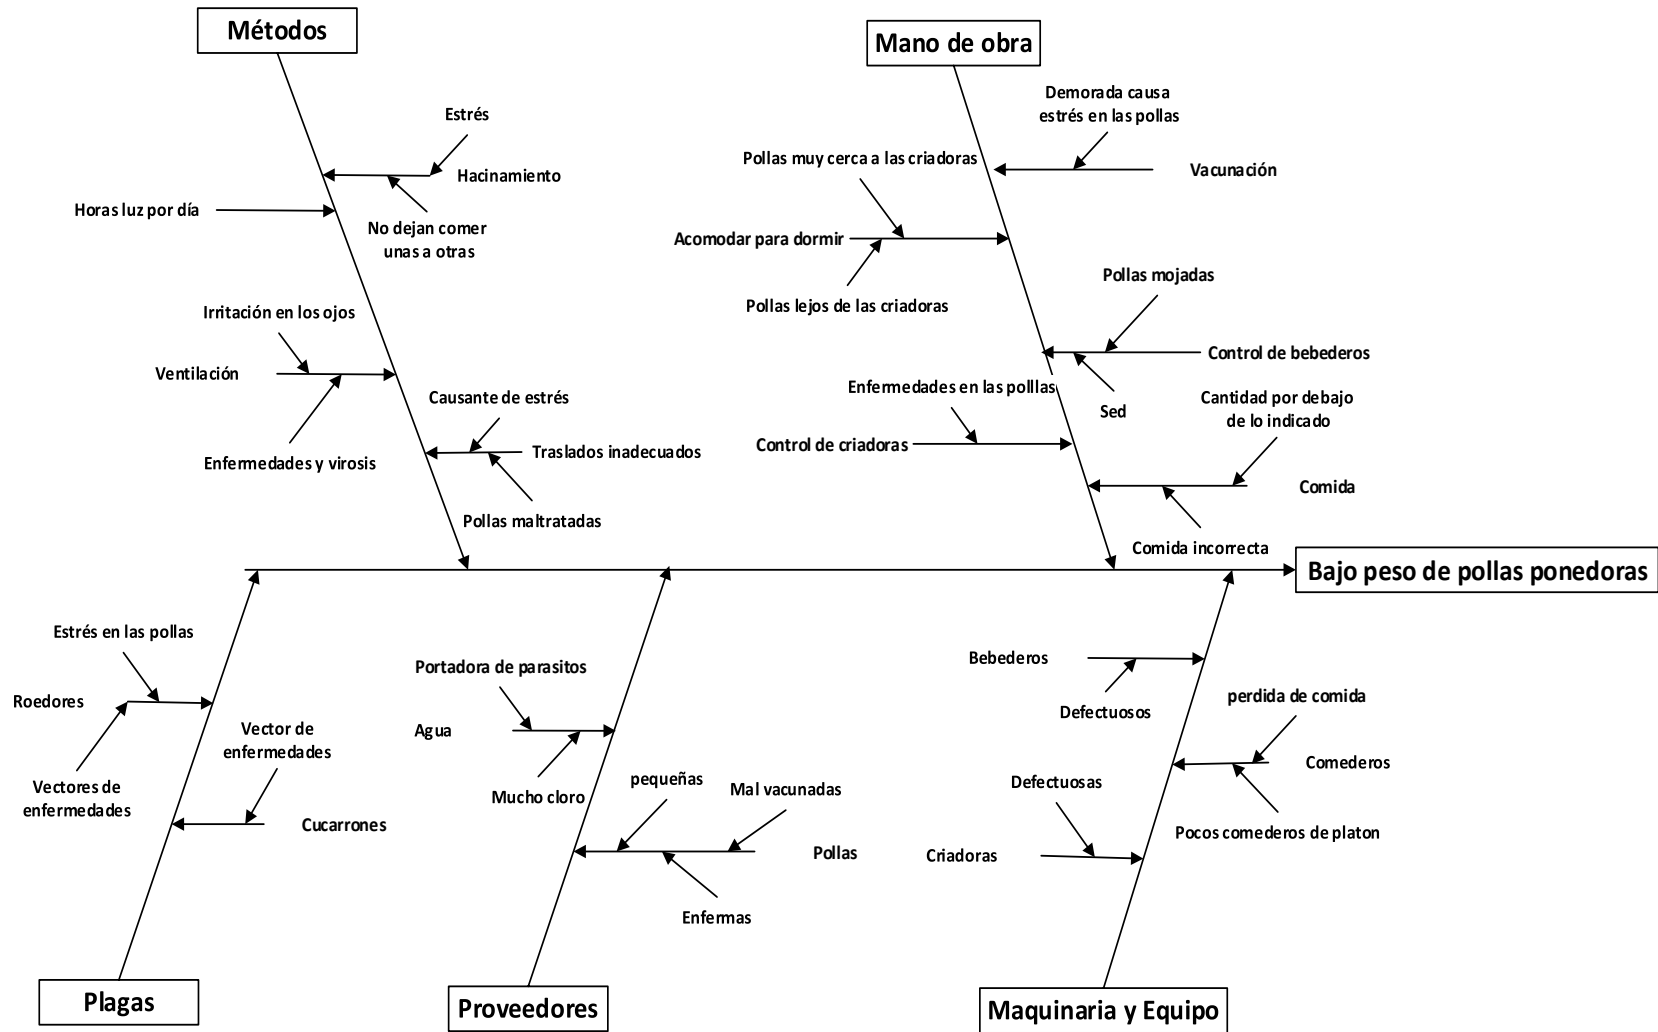 Métodos
Mano de obra
Estrés
Hacinamiento
No dejan comer
unas a otras
Horas luz por día
Irritación en los ojos
Ventilación
Enfermedades y virosis
Causante de estrés
Traslados inadecuados
Pollas maltratadas
Demorada causa
estrés en las pollas
Vacunación
Pollas muy cerca a las criadoras
Acomodar para dormir
Pollas lejos de las criadoras
Pollas mojadas
Control de bebederos
Sed
Enfermedades en las polllas
Control de criadoras
Cantidad por debajo
de lo indicado
Comida
Comida incorrecta
Bajo peso de pollas ponedoras
Estrés en las pollas
Roedores
Vectores de
enfermedades
Vector de
enfermedades
Cucarrones
Portadora de parasitos
Agua
Mucho cloro
pequeñas
Mal vacunadas
Pollas
Enfermas
Bebederos
Defectuosos
perdida de comida
Comederos
Pocos comederos de platon
Defectuosas
Criadoras
Plagas
Proveedores
Maquinaria y Equipo